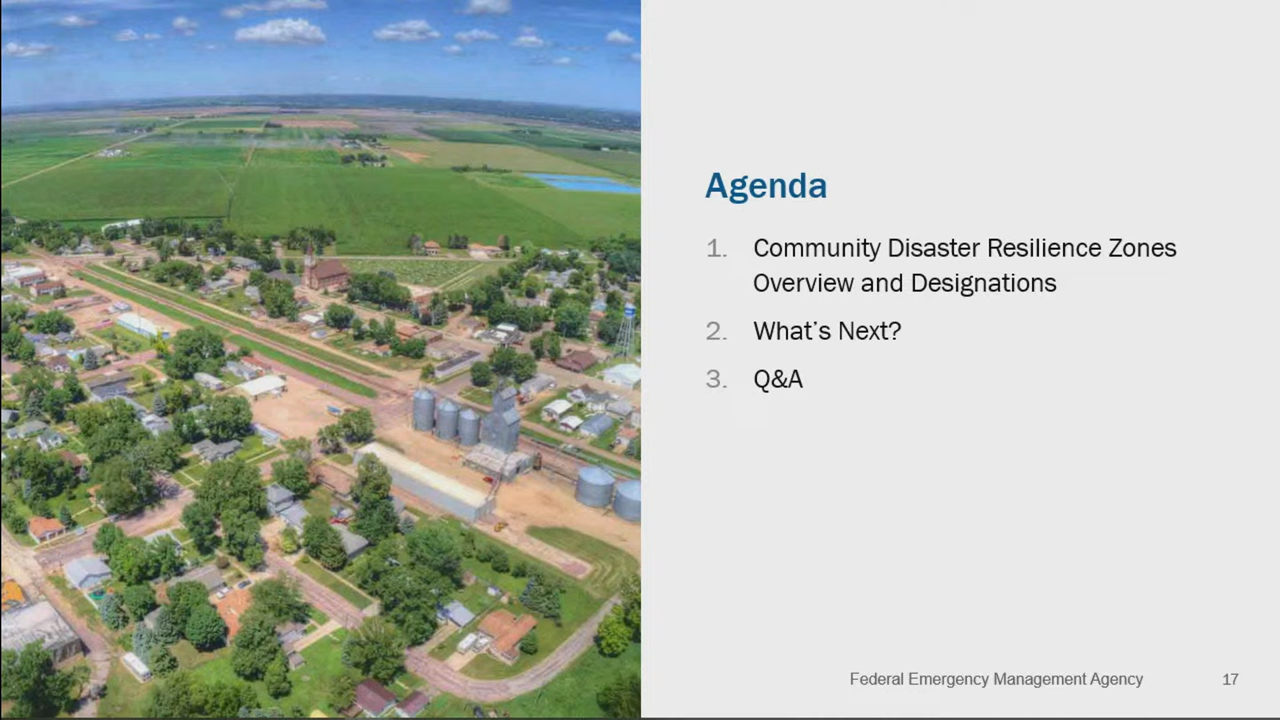 Agenda
1. Community Disaster Resilience Zones
Overview and Designations
2. What's Next?
3. Q&A
Federal Emergency Management Agency 17